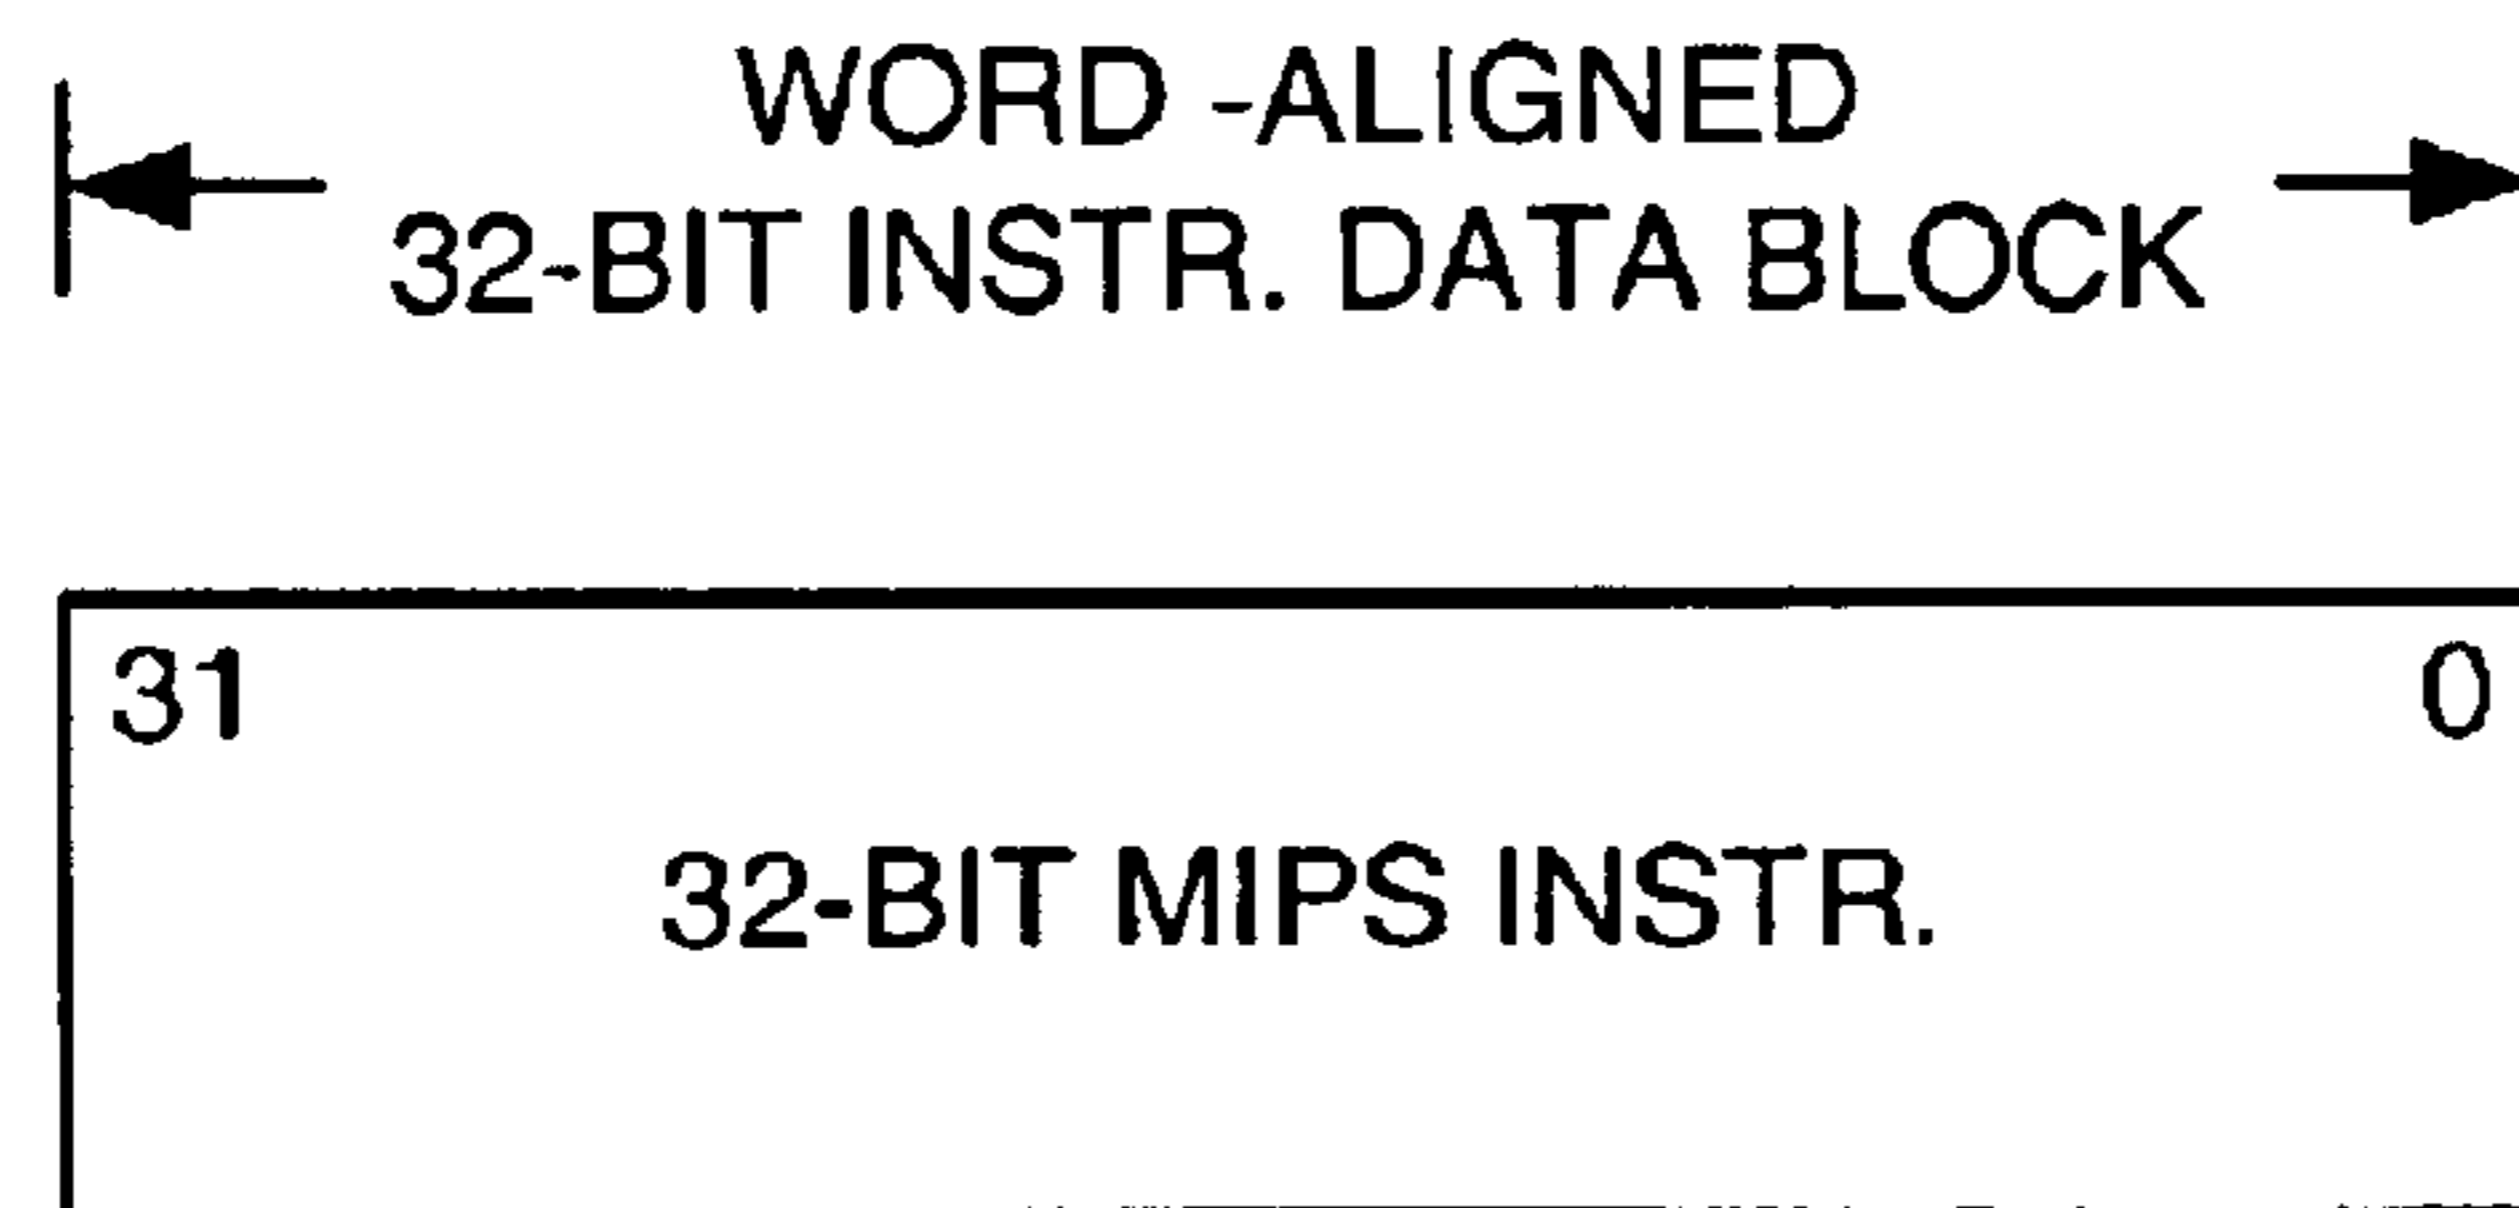 WORD -ALIGNED
32-BIT INSTR. DATA BLOCK
31 0
32-BIT MIPS INSTR.